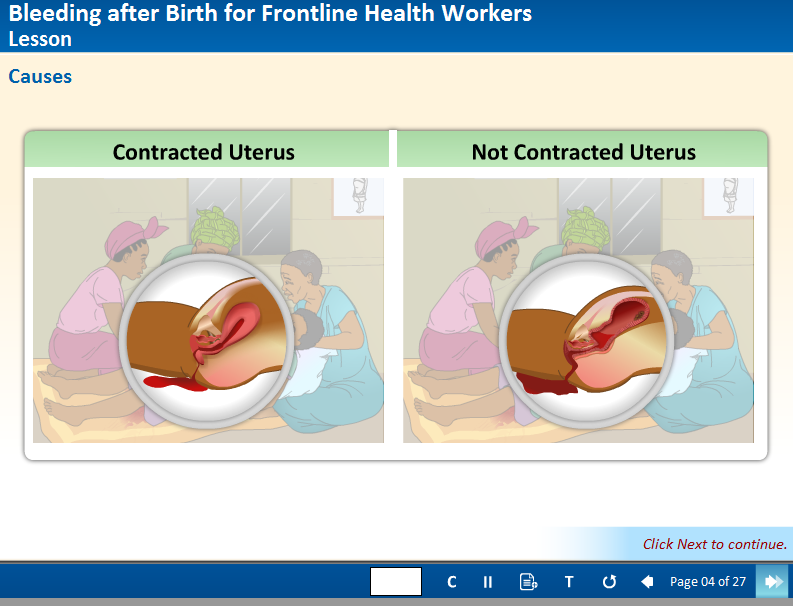 Bleeding after Birth for Frontline Health Workers
Lesson
Causes
Contracted Uterus
Not Contracted Uterus
Click Next to continue.
C
T
Page 04 of 27